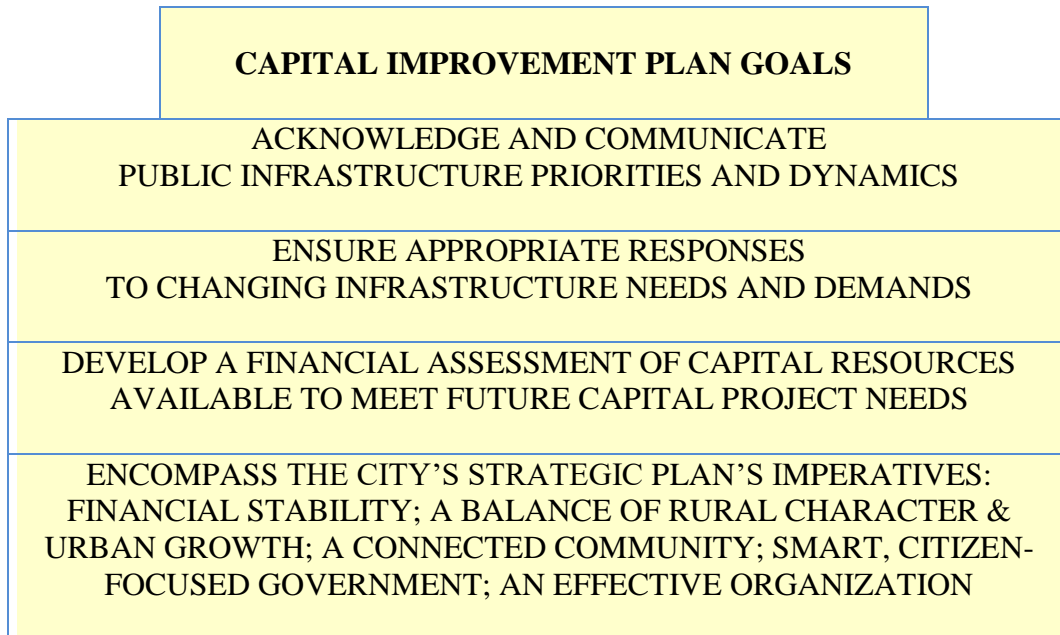 CAPITAL IMPROVEMENT PLAN GOALS
ACKNOWLEDGE AND COMMUNICATE
PUBLIC INFRASTRUCTURE PRIORITIES AND DYNAMICS
ENSURE APPROPRIATE RESPONSES
TO CHANGING INFRASTRUCTURE NEEDS AND DEMANDS
DEVELOP A FINANCIAL ASSESSMENT OF CAPITAL RESOURCES
AVAILABLE TO MEET FUTURE CAPITAL PROJECT NEEDS
ENCOMPASS THE CITY’S STRATEGIC PLAN’S IMPERATIVES:
FINANCIAL STABILITY; A BALANCE OF RURAL CHARACTER &
URBAN GROWTH; A CONNECTED COMMUNITY; SMART, CITIZEN-
FOCUSED GOVERNMENT; AN EFFECTIVE ORGANIZATION